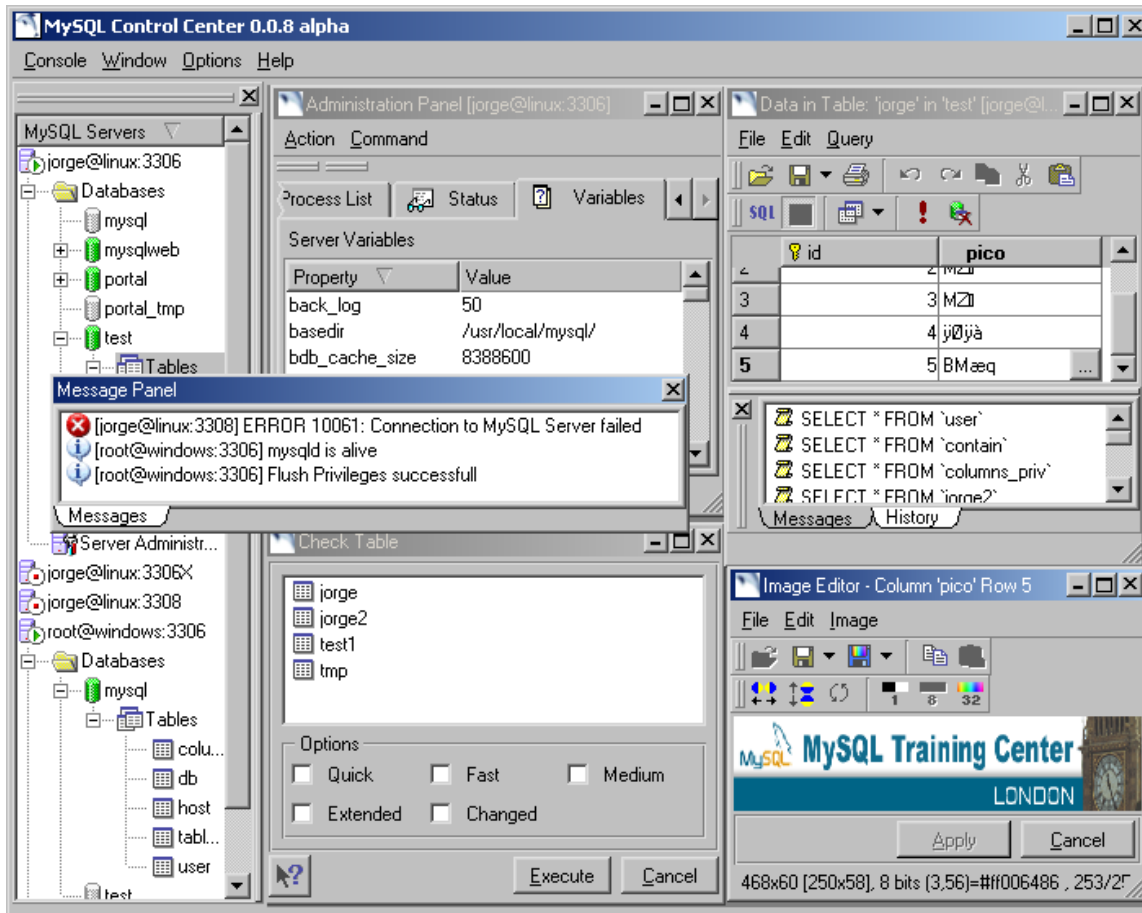 MySQL Control Center 0.0.8 alpha
Console Window Options Help
MySQL Servers
jorge@linux:3306
Databases
mysql
mysqlweb
portal
portal_tmp
test
Tables
Server Administr...
jorge@linux:3306X
jorge@linux:3308
root@windows:3306
Databases
mysql
Tables
colu...
db
host
tabl...
user
test
Administration Panel [jorge@linux:3306]
Action Command
Process List Status Variables
Server Variables
Property Value
back_log 50
basedir /usr/local/mysql/
bdb_cache_size 8388600
Message Panel
[jorge@linux:3308] ERROR 10061: Connection to MySQL Server failed
[root@windows:3306] mysqld is alive
[root@windows:3306] Flush Privileges successfull
Messages
Check Table
jorge
jorge2
test1
tmp
Options
Quick Fast Medium
Extended Changed
Execute Cancel
Data in Table: 'jorge' in 'test' [jorge@l...
File Edit Query
SQL
id pico
3 3
4 4 ÿØÿà
5 5 BMæq ...
SELECT * FROM `user`
SELECT * FROM `contain`
SELECT * FROM `columns_priv`
SELECT * FROM `jorge2`
Messages History
Image Editor - Column 'pico' Row 5
File Edit Image
1 8 32
MySQL MySQL Training Center
LONDON
Apply Cancel
468x60 [250x58], 8 bits (3,56)=#ff006486 , 253/25